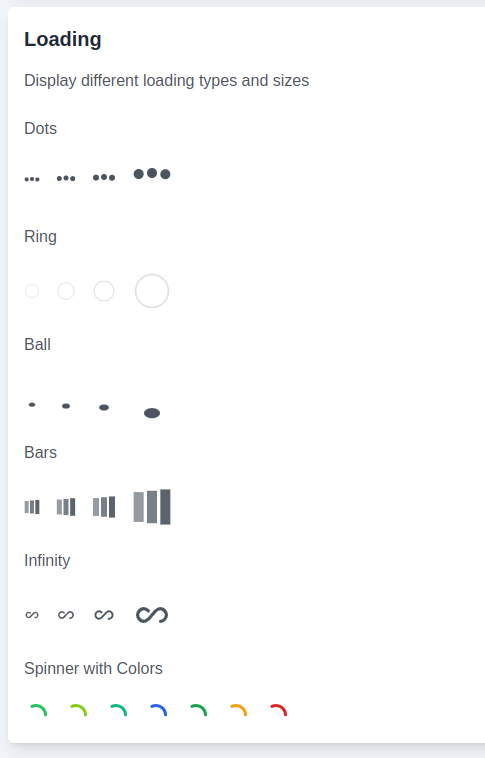 Loading
Display different loading types and sizes
Dots
Ring
Ball
Bars
Infinity
Spinner with Colors